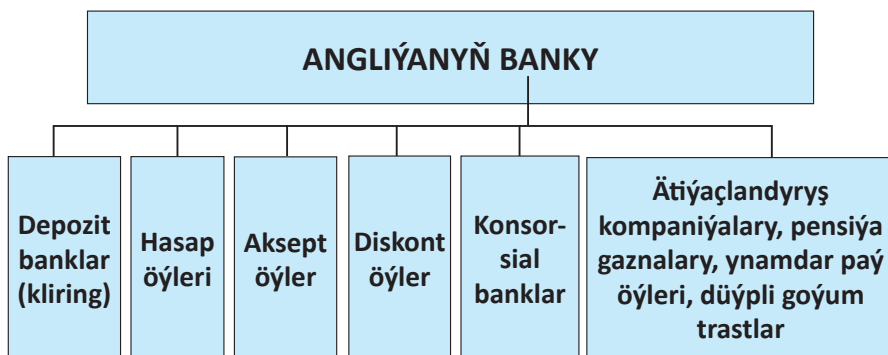 ANGLIÝANYŇ BANKY
Depozit
banklar
(kliring)
Hasap
öýleri
Aksept
öýler
Diskont
öýler
Konsor-
sial
banklar
Ätiýaçlandyryş
kompaniýalary, pensiýa
gaznalary, ynamdar paý
öýleri, düýpli goýum
trastlar